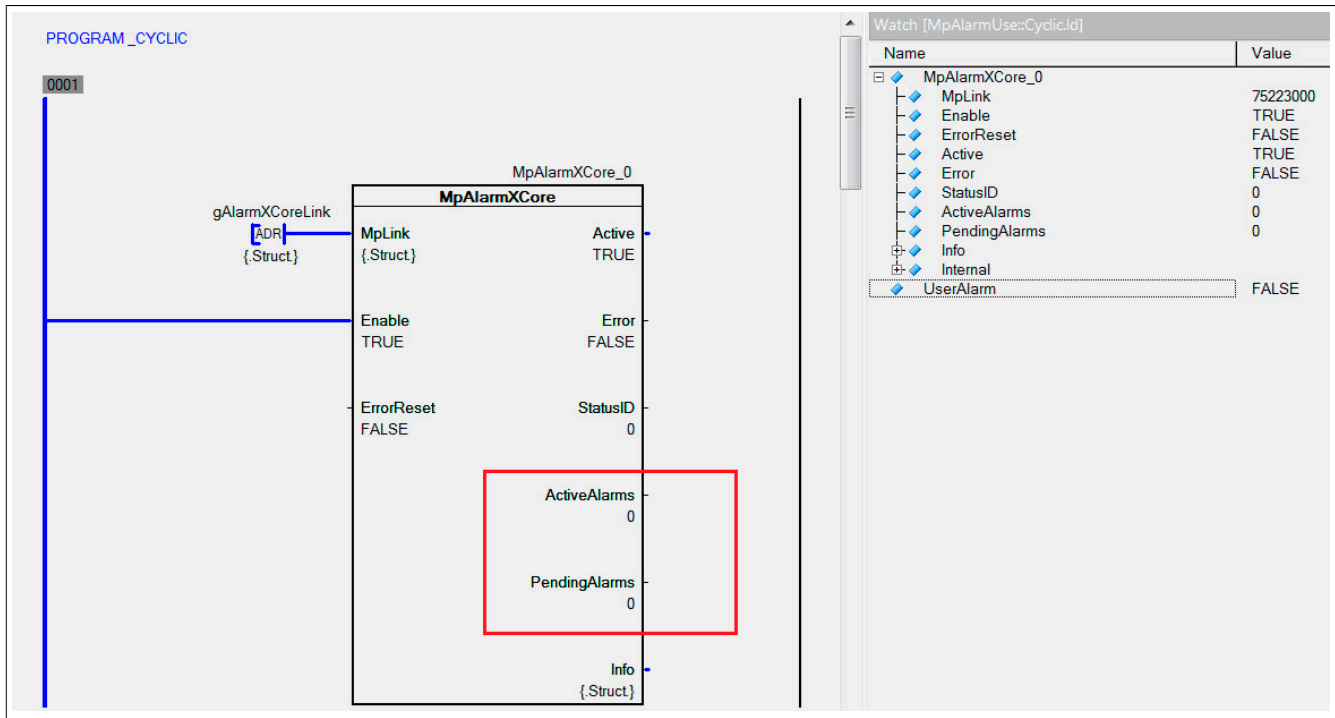 PROGRAM_CYCLIC
0001
MpAlarmXCore_0
MpAlarmXCore
gAlarmXCoreLink
ADR
{.Struct.}
MpLink
{.Struct.}
Active
TRUE
Enable
TRUE
Error
FALSE
ErrorReset
FALSE
StatusID
0
ActiveAlarms
0
PendingAlarms
0
Info
{.Struct.}
Watch [MpAlarmUse::Cyclic.ld]
Name Value
MpAlarmXCore_0
MpLink 75223000
Enable TRUE
ErrorReset FALSE
Active TRUE
Error FALSE
StatusID 0
ActiveAlarms 0
PendingAlarms 0
Info
Internal
UserAlarm FALSE